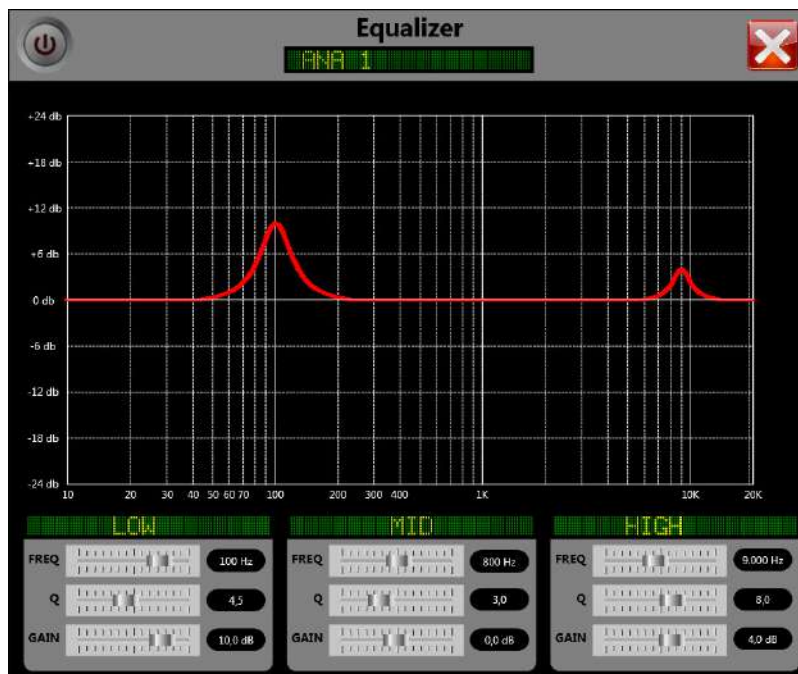 Equalizer
ANA 1
+24 db
+18 db
+12 db
+6 db
0 db
-6 db
-12 db
-18 db
-24 db
10 20 30 40 50 60 70 100 200 300 400 1K 10K 20K
LOW MID HIGH
FREQ 100 Hz FREQ 800 Hz FREQ 9.000 Hz
Q 4,5 Q 3,0 Q 8,0
GAIN 10,0 dB GAIN 0,0 dB GAIN 4,0 dB